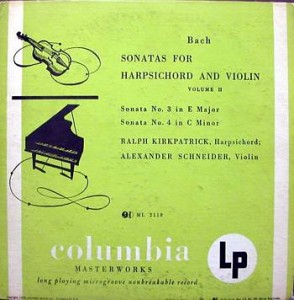 Bach
SONATAS FOR
HARPSICHORD AND VIOLIN
VOLUME II
Sonata No. 3 in E Major
Sonata No. 4 in C Minor
RALPH KIRKPATRICK, Harpsichord;
ALEXANDER SCHNEIDER, Violin
ML 2110
columbia
MASTERWORKS
Lp
long playing microgroove nonbreakable record